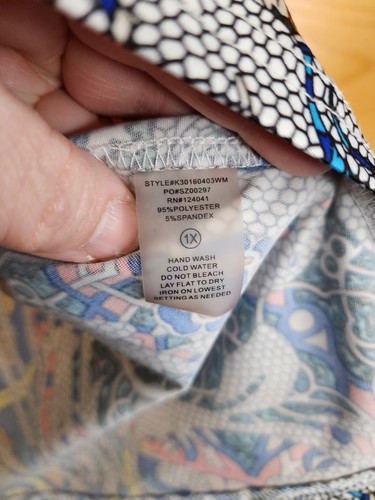 STYLE#K30160403WM
PO#SZ00297
RN#124041
95%POLYESTER
5%SPANDEX
1X
HAND WASH
COLD WATER
DO NOT BLEACH
LAY FLAT TO DRY
IRON ON LOWEST
SETTING AS NEEDED